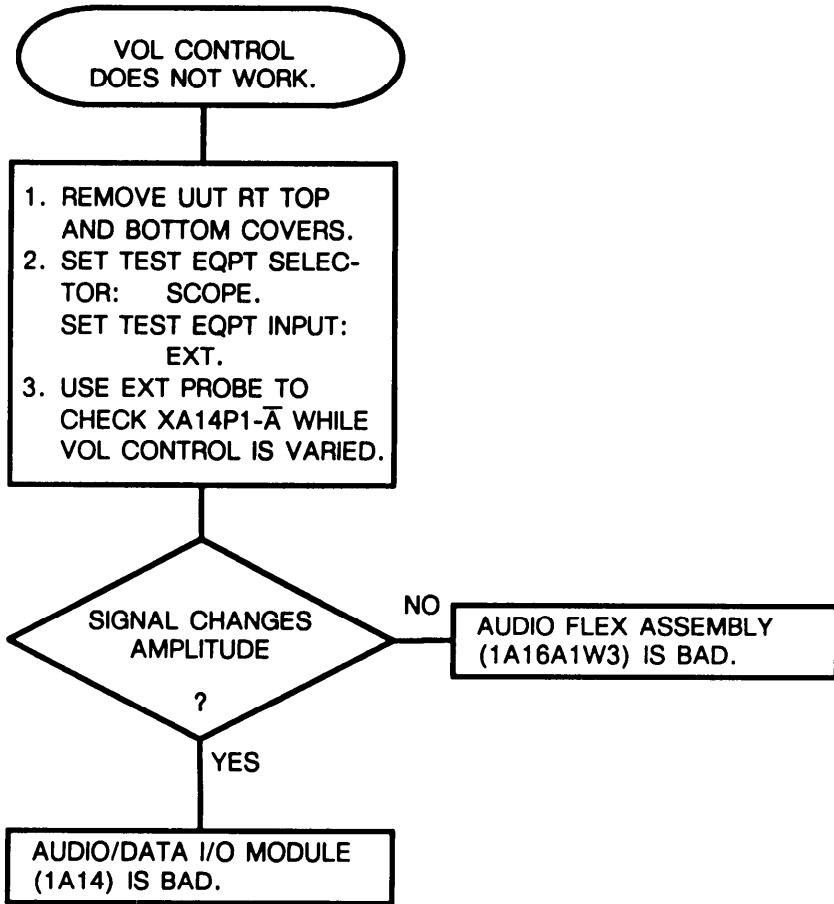 VOL CONTROL
DOES NOT WORK.
1. REMOVE UUT RT TOP
AND BOTTOM COVERS.
2. SET TEST EQPT SELEC-
TOR: SCOPE.
SET TEST EQPT INPUT:
EXT.
3. USE EXT PROBE TO
CHECK XA14P1-A̅ WHILE
VOL CONTROL IS VARIED.
SIGNAL CHANGES
AMPLITUDE
?
NO
AUDIO FLEX ASSEMBLY
(1A16A1W3) IS BAD.
YES
AUDIO/DATA I/O MODULE
(1A14) IS BAD.